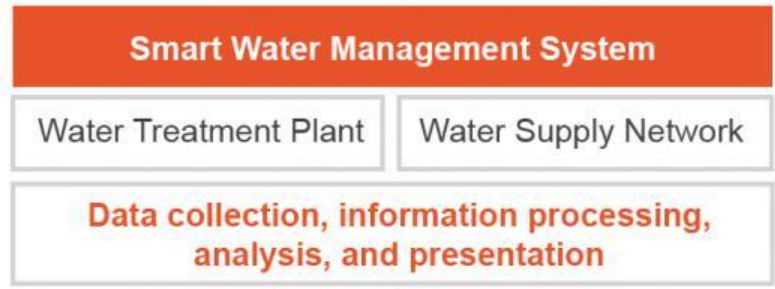 Smart Water Management System
Water Treatment Plant
Water Supply Network
Data collection, information processing,
analysis, and presentation